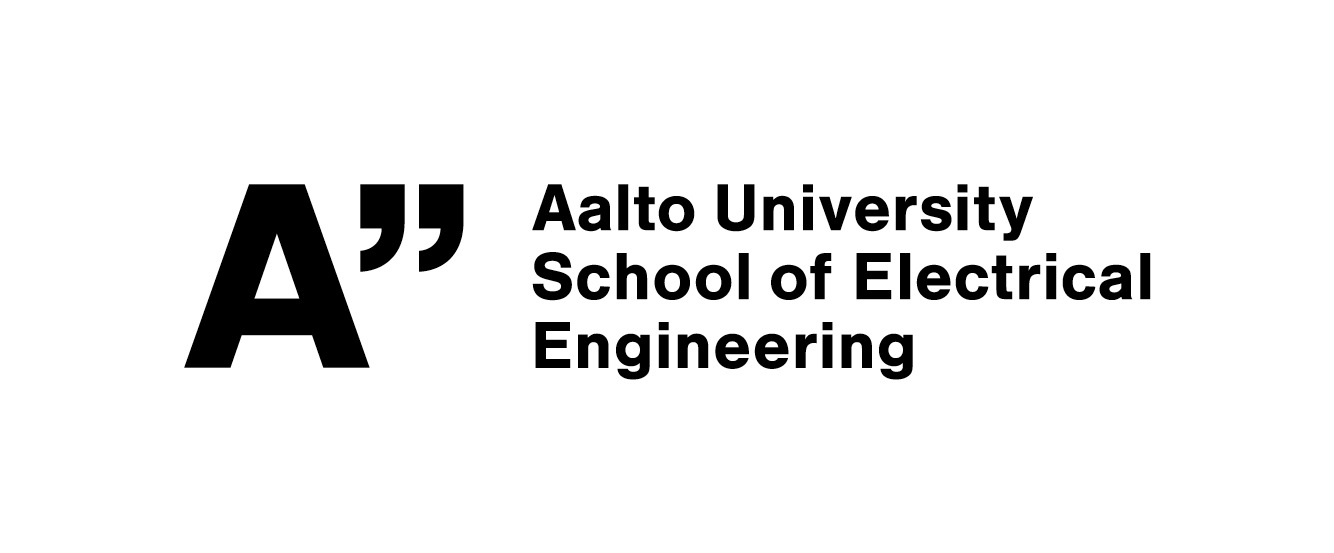 A”
Aalto University
School of Electrical
Engineering